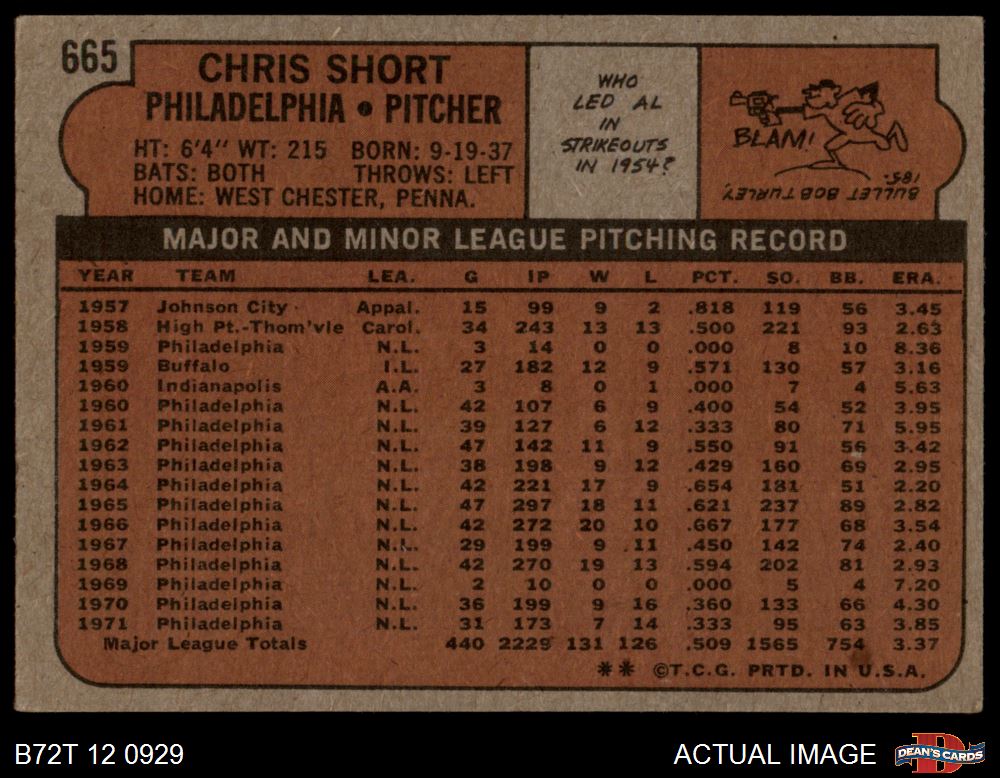 665
CHRIS SHORT
PHILADELPHIA • PITCHER
HT: 6'4" WT: 215 BORN: 9-19-37
BATS: BOTH THROWS: LEFT
HOME: WEST CHESTER, PENNA.
WHO
LED AL
IN
STRIKEOUTS
IN 1954?
BLAM!
BULLET BOB TURLEY,
185.
MAJOR AND MINOR LEAGUE PITCHING RECORD
YEAR TEAM LEA. G IP W L PCT. SO. BB. ERA.
1957 Johnson City Appal. 15 99 9 2 .818 119 56 3.45
1958 High Pt.-Thom'vle Carol. 34 243 13 13 .500 221 93 2.63
1959 Philadelphia N.L. 3 14 0 0 .000 8 10 8.36
1959 Buffalo I.L. 27 182 12 9 .571 130 57 3.16
1960 Indianapolis A.A. 3 8 0 1 .000 7 4 5.63
1960 Philadelphia N.L. 42 107 6 9 .400 54 52 3.95
1961 Philadelphia N.L. 39 127 6 12 .333 80 71 5.95
1962 Philadelphia N.L. 47 142 11 9 .550 91 56 3.42
1963 Philadelphia N.L. 38 198 9 12 .429 160 69 2.95
1964 Philadelphia N.L. 42 221 17 9 .654 181 51 2.20
1965 Philadelphia N.L. 47 297 18 11 .621 237 89 2.82
1966 Philadelphia N.L. 42 272 20 10 .667 177 68 3.54
1967 Philadelphia N.L. 29 199 9 11 .450 142 74 2.40
1968 Philadelphia N.L. 42 270 19 13 .594 202 81 2.93
1969 Philadelphia N.L. 2 10 0 0 .000 5 4 7.20
1970 Philadelphia N.L. 36 199 9 16 .360 133 66 4.30
1971 Philadelphia N.L. 31 173 7 14 .333 95 63 3.85
Major League Totals 440 2229 131 126 .509 1565 754 3.37
** ©T.C.G. PRTD. IN U.S.A.
B72T 12 0929
ACTUAL IMAGE
DEAN'S CARDS